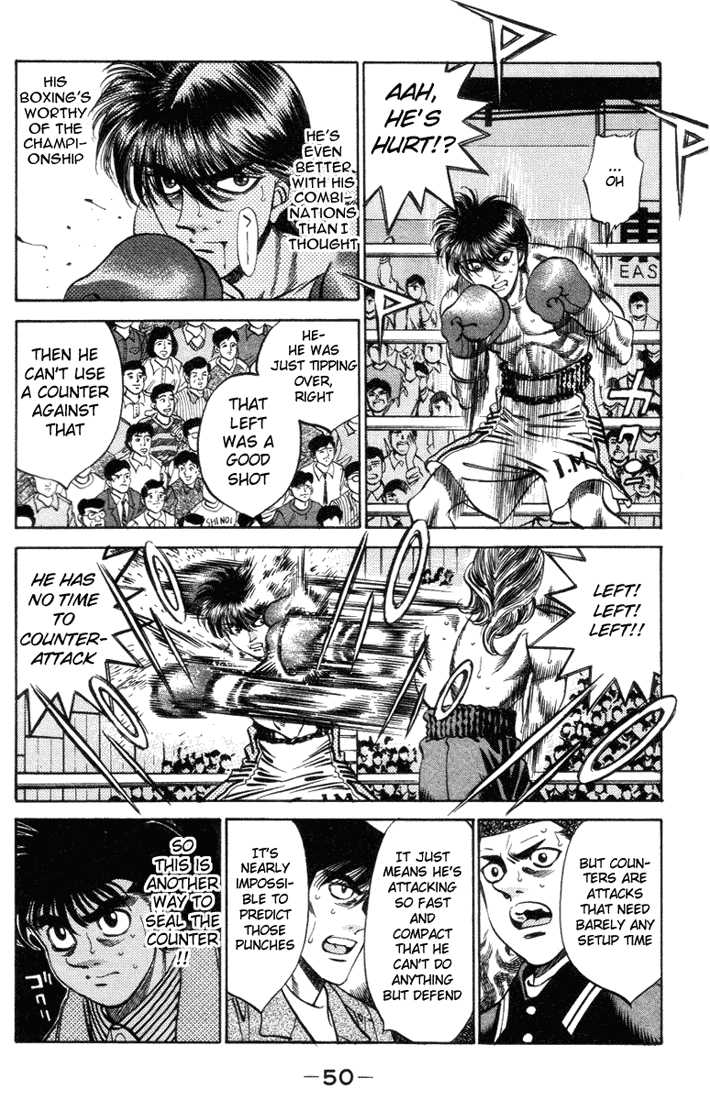 AAH,
HE'S
HURT!?
...
OH
EAS
I.M
HIS
BOXING'S
WORTHY
OF THE
CHAMPI-
ONSHIP
HE'S
EVEN
BETTER
WITH HIS
COMBI-
NATIONS
THAN I
THOUGHT
HE-
HE WAS
JUST TIPPING
OVER,
RIGHT
THAT
LEFT
WAS A
GOOD
SHOT
THEN HE
CAN'T USE
A COUNTER
AGAINST
THAT
LEFT!
LEFT!
LEFT!!
HE HAS
NO TIME
TO
COUNTER-
ATTACK
BUT COUN-
TERS ARE
ATTACKS
THAT NEED
BARELY ANY
SETUP TIME
IT JUST
MEANS HE'S
ATTACKING
SO FAST
AND
COMPACT
THAT HE
CAN'T DO
ANYTHING
BUT DEFEND
IT'S
NEARLY
IMPOSSI-
BLE TO
PREDICT
THOSE
PUNCHES
SO
THIS IS
ANOTHER
WAY TO
SEAL THE
COUNTER
!!
—50—